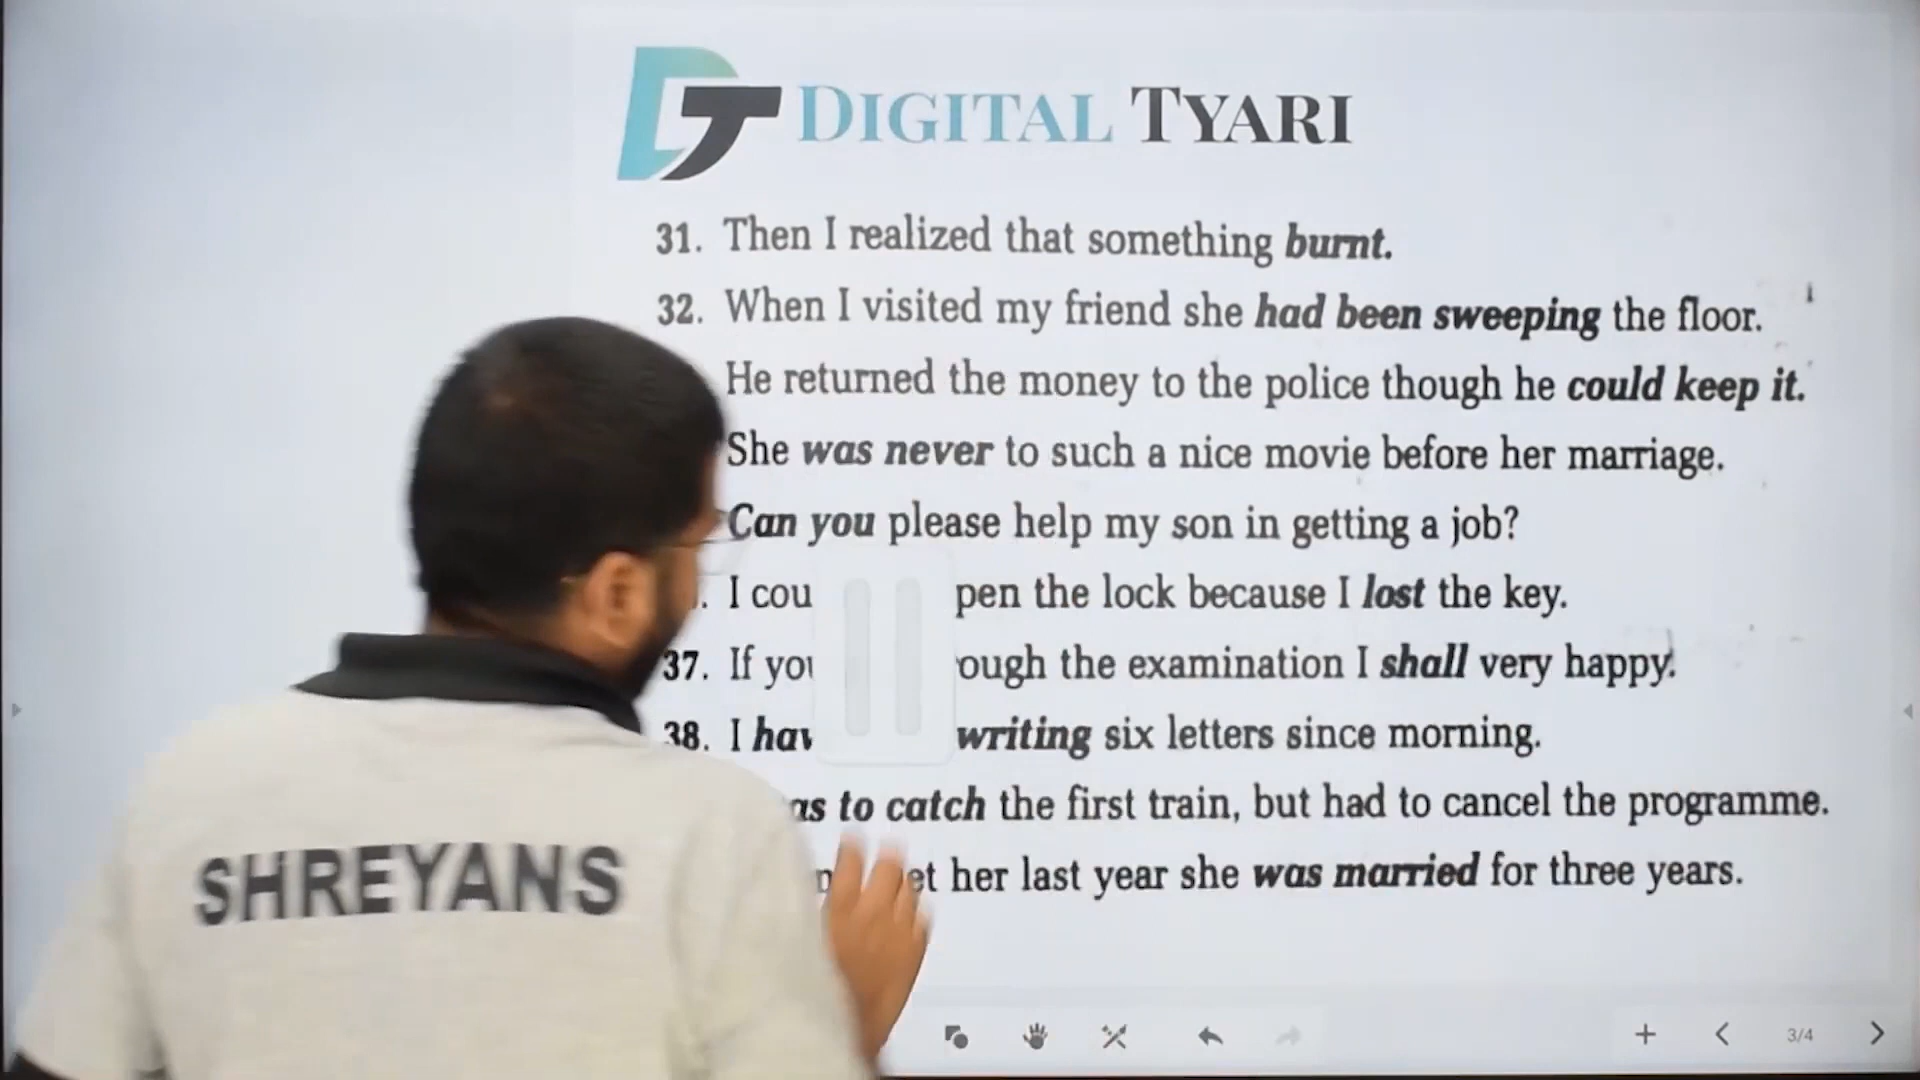 DT DIGITAL TYARI
31. Then I realized that something burnt.
32. When I visited my friend she had been sweeping the floor.
He returned the money to the police though he could keep it.
She was never to such a nice movie before her marriage.
Can you please help my son in getting a job?
. I cou pen the lock because I lost the key.
37. If you ough the examination I shall very happy.
38. I hav writing six letters since morning.
as to catch the first train, but had to cancel the programme.
et her last year she was married for three years.
SHREYANS
3/4